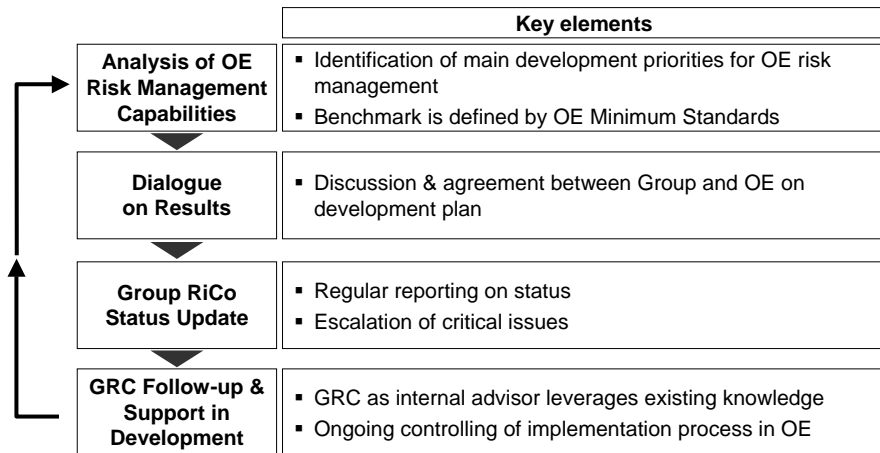 Key elements
Analysis of OE
Risk Management
Capabilities
▪ Identification of main development priorities for OE risk
management
▪ Benchmark is defined by OE Minimum Standards
Dialogue
on Results
▪ Discussion & agreement between Group and OE on
development plan
Group RiCo
Status Update
▪ Regular reporting on status
▪ Escalation of critical issues
GRC Follow-up &
Support in
Development
▪ GRC as internal advisor leverages existing knowledge
▪ Ongoing controlling of implementation process in OE